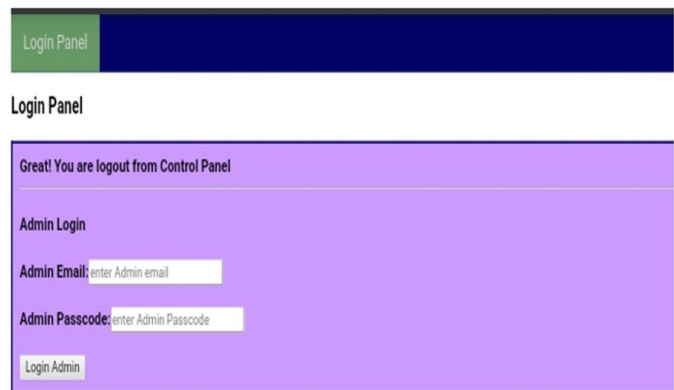 Login Panel
Login Panel
Great! You are logout from Control Panel
Admin Login
Admin Email: enter Admin email
Admin Passcode: enter Admin Passcode
Login Admin